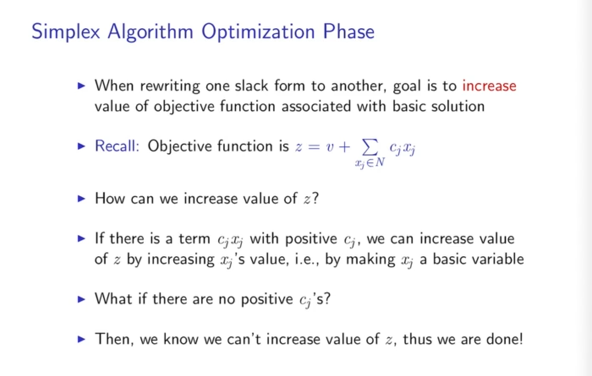 Simplex Algorithm Optimization Phase
▶ When rewriting one slack form to another, goal is to increase
value of objective function associated with basic solution
▶ Recall: Objective function is z = v + ∑ c_j x_j
x_j∈N
▶ How can we increase value of z?
▶ If there is a term c_j x_j with positive c_j, we can increase value
of z by increasing x_j's value, i.e., by making x_j a basic variable
▶ What if there are no positive c_j's?
▶ Then, we know we can't increase value of z, thus we are done!